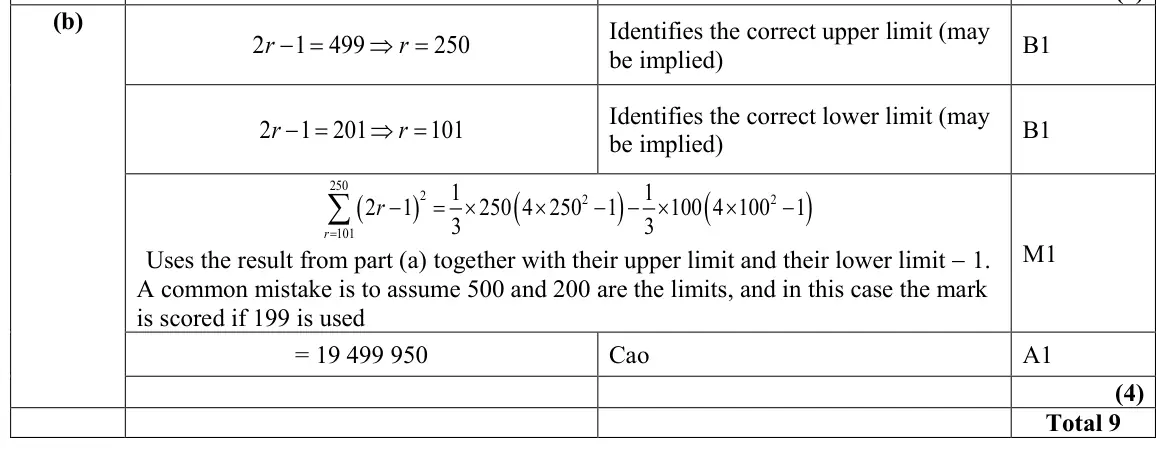 (b)
2r − 1 = 499 ⇒ r = 250
Identifies the correct upper limit (may
be implied)
B1
2r − 1 = 201 ⇒ r = 101
Identifies the correct lower limit (may
be implied)
B1
∑_{r=101}^{250} (2r − 1)² = 1/3 × 250(4 × 250² − 1) − 1/3 × 100(4 × 100² − 1)
Uses the result from part (a) together with their upper limit and their lower limit – 1.
A common mistake is to assume 500 and 200 are the limits, and in this case the mark
is scored if 199 is used
M1
= 19 499 950
Cao
A1
(4)
Total 9